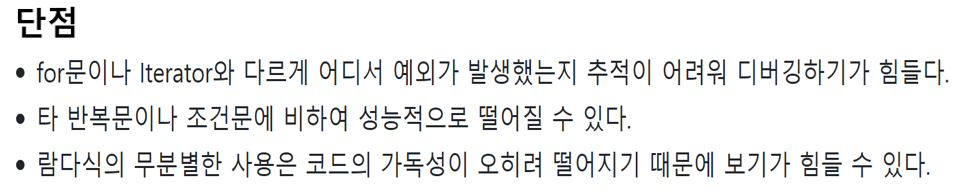 단점
• for문이나 Iterator와 다르게 어디서 예외가 발생했는지 추적이 어려워 디버깅하기가 힘들다.
• 타 반복문이나 조건문에 비하여 성능적으로 떨어질 수 있다.
• 람다식의 무분별한 사용은 코드의 가독성이 오히려 떨어지기 때문에 보기가 힘들 수 있다.